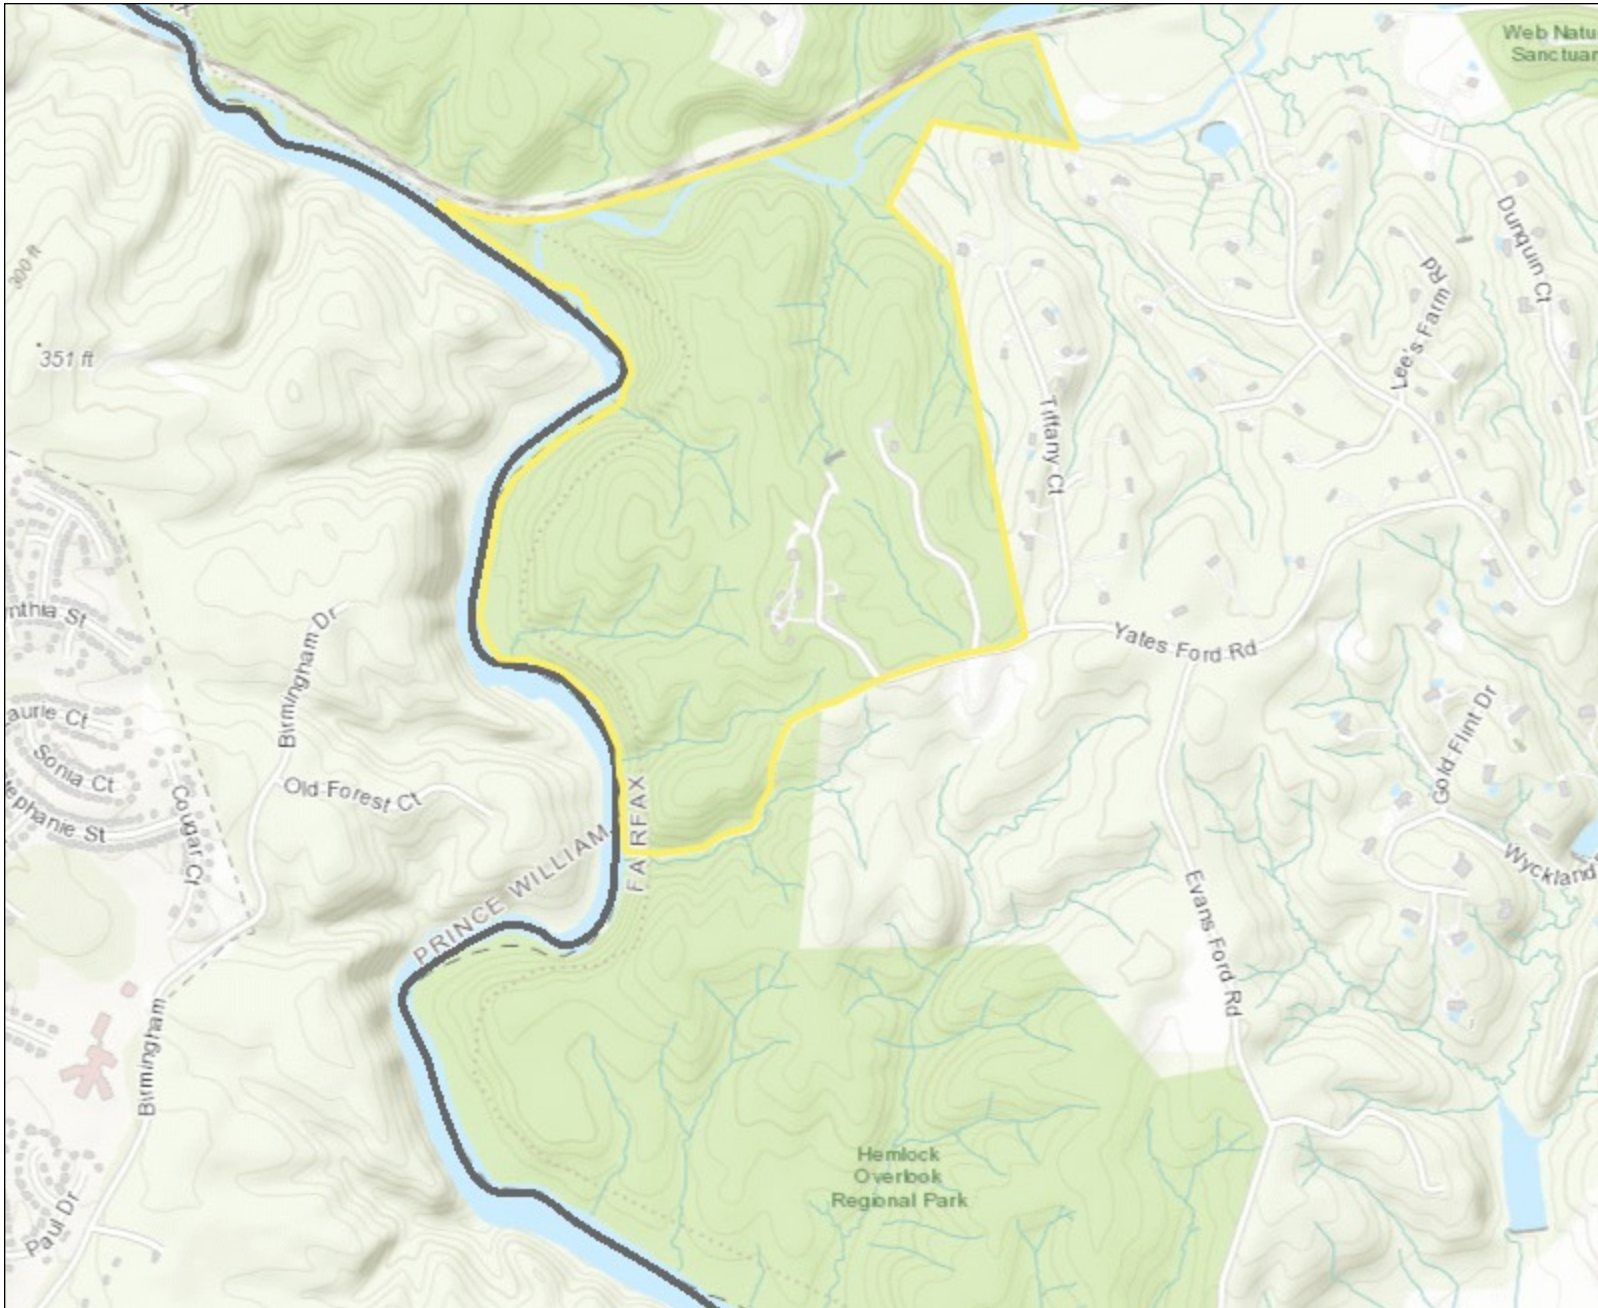 Web Natu
Sanctuar
Dunquin Ct
300 ft
Lee's Farm Rd
351 ft
Tiffany Ct
nthia St
Birmingham Dr
Yates Ford Rd
aurie Ct
Sonia Ct
Old Forest Ct
Gold Flint Dr
ephanie St
Cougar Ct
FAIRFAX
PRINCE WILLIAM
Wyckland
Evans Ford Rd
Birmingham
Hemlock
Overlook
Regional Park
Paul Dr